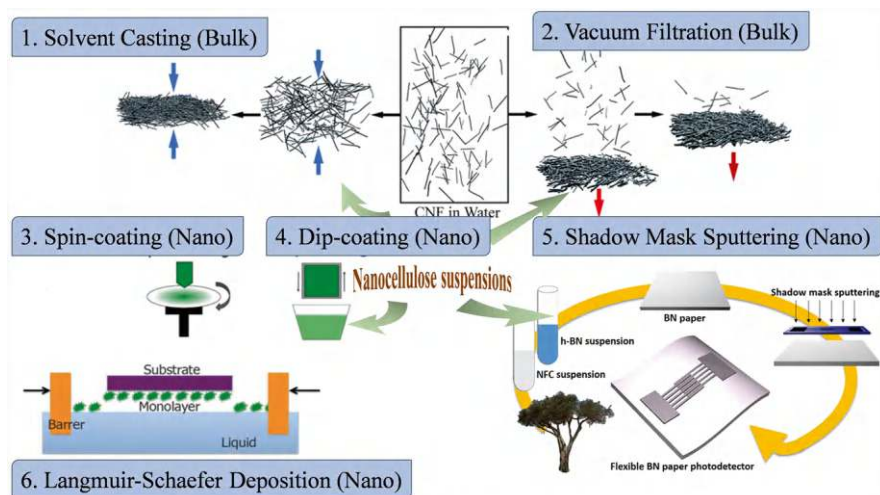 1. Solvent Casting (Bulk)
2. Vacuum Filtration (Bulk)
CNF in Water
3. Spin-coating (Nano)
4. Dip-coating (Nano)
5. Shadow Mask Sputtering (Nano)
Nanocellulose suspensions
BN paper
Shadow mask sputtering
h-BN suspension
NFC suspension
Substrate
Monolayer
Barrer
Liquid
Flexible BN paper photodetector
6. Langmuir-Schaefer Deposition (Nano)